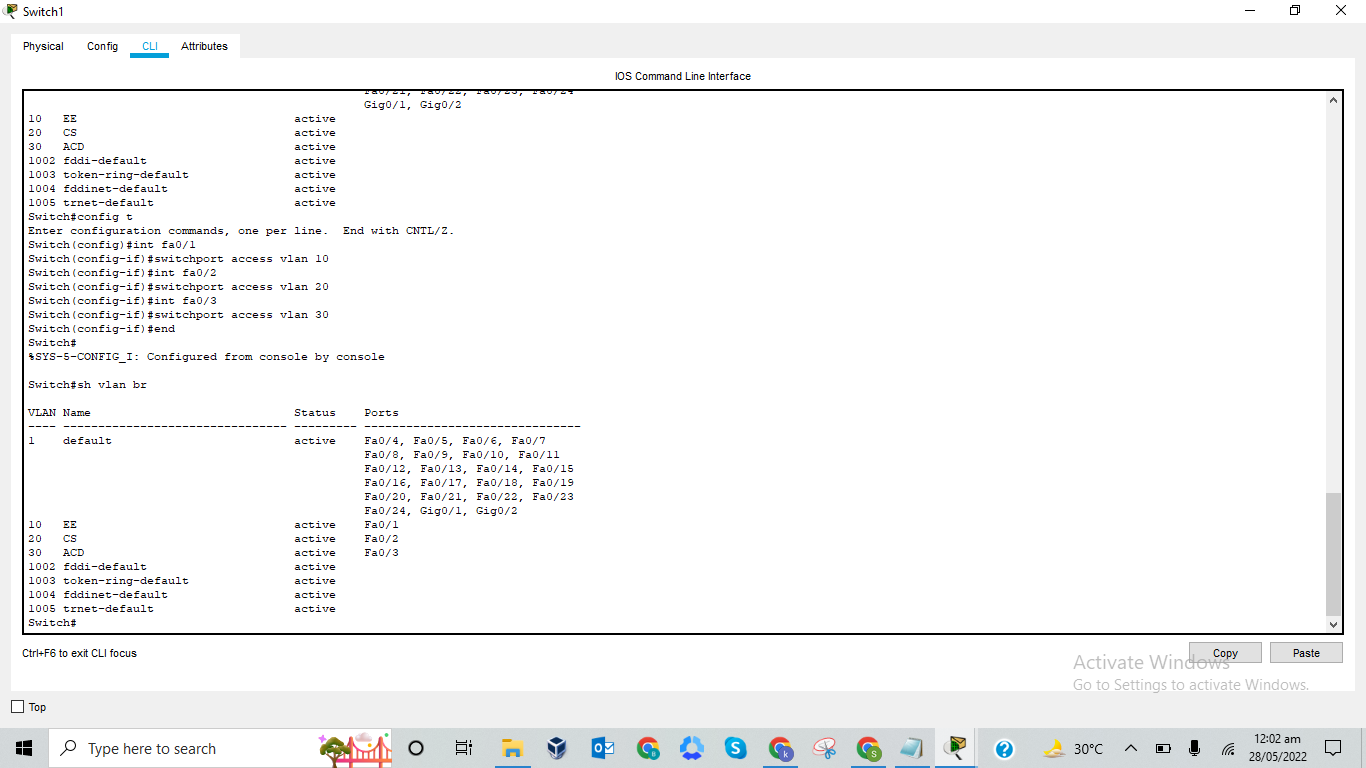 Switch1
Physical Config CLI Attributes
IOS Command Line Interface
Fa0/21, Fa0/22, Fa0/23, Fa0/24
Gig0/1, Gig0/2
10 EE active
20 CS active
30 ACD active
1002 fddi-default active
1003 token-ring-default active
1004 fddinet-default active
1005 trnet-default active
Switch#config t
Enter configuration commands, one per line. End with CNTL/Z.
Switch(config)#int fa0/1
Switch(config-if)#switchport access vlan 10
Switch(config-if)#int fa0/2
Switch(config-if)#switchport access vlan 20
Switch(config-if)#int fa0/3
Switch(config-if)#switchport access vlan 30
Switch(config-if)#end
Switch#
%SYS-5-CONFIG_I: Configured from console by console
Switch#sh vlan br
VLAN Name Status Ports
---- -------------------------------- --------- -------------------------------
1 default active Fa0/4, Fa0/5, Fa0/6, Fa0/7
Fa0/8, Fa0/9, Fa0/10, Fa0/11
Fa0/12, Fa0/13, Fa0/14, Fa0/15
Fa0/16, Fa0/17, Fa0/18, Fa0/19
Fa0/20, Fa0/21, Fa0/22, Fa0/23
Fa0/24, Gig0/1, Gig0/2
10 EE active Fa0/1
20 CS active Fa0/2
30 ACD active Fa0/3
1002 fddi-default active
1003 token-ring-default active
1004 fddinet-default active
1005 trnet-default active
Switch#
Ctrl+F6 to exit CLI focus
Copy Paste
Activate Windows
Go to Settings to activate Windows.
Top
Type here to search
30°C
12:02 am
28/05/2022